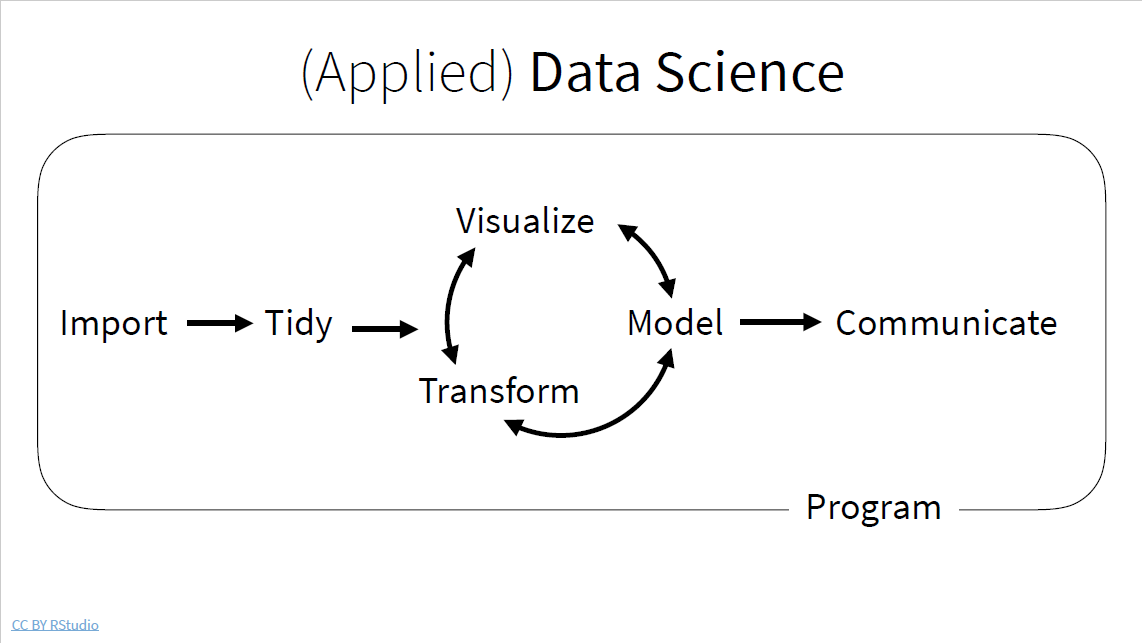 (Applied) Data Science
Visualize
Import
Tidy
Model
Communicate
Transform
Program
CC BY RStudio